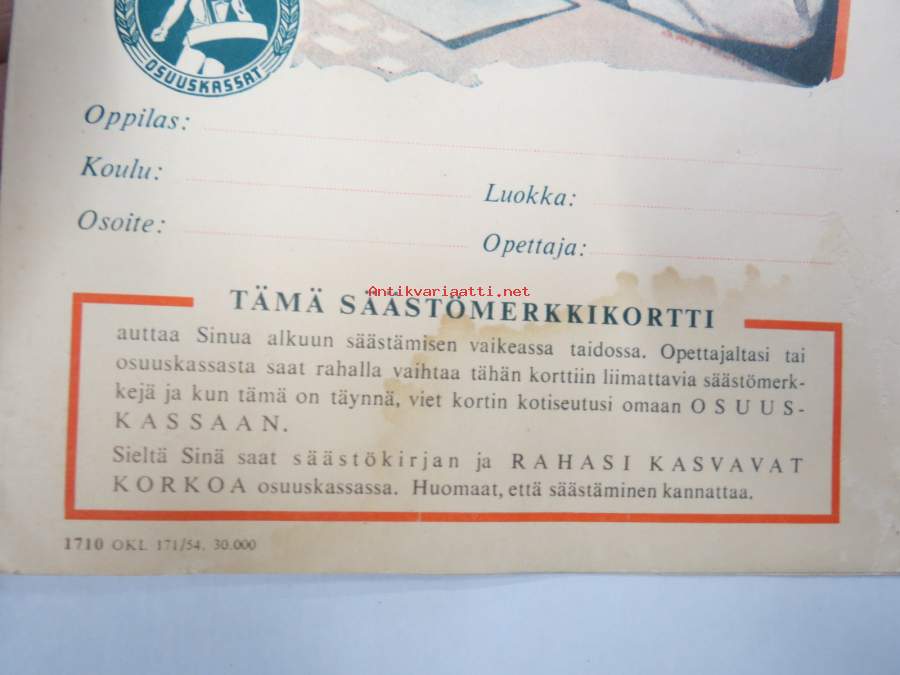 OSUUSKASSAT
Oppilas:
Koulu:
Luokka:
Osoite:
Opettaja:
Antikvariaatti.net
TÄMÄ SÄÄSTÖMERKKIKORTTI
auttaa Sinua alkuun säästämisen vaikeassa taidossa. Opettajaltasi tai
osuuskassasta saat rahalla vaihtaa tähän korttiin liimattavia säästömerk-
kejä ja kun tämä on täynnä, viet kortin kotiseutusi omaan OSUUS-
KASSAAN.
Sieltä Sinä saat säästökirjan ja RAHASI KASVAVAT
KORKOA osuuskassassa. Huomaat, että säästäminen kannattaa.
1710 OKL 171/54. 30.000